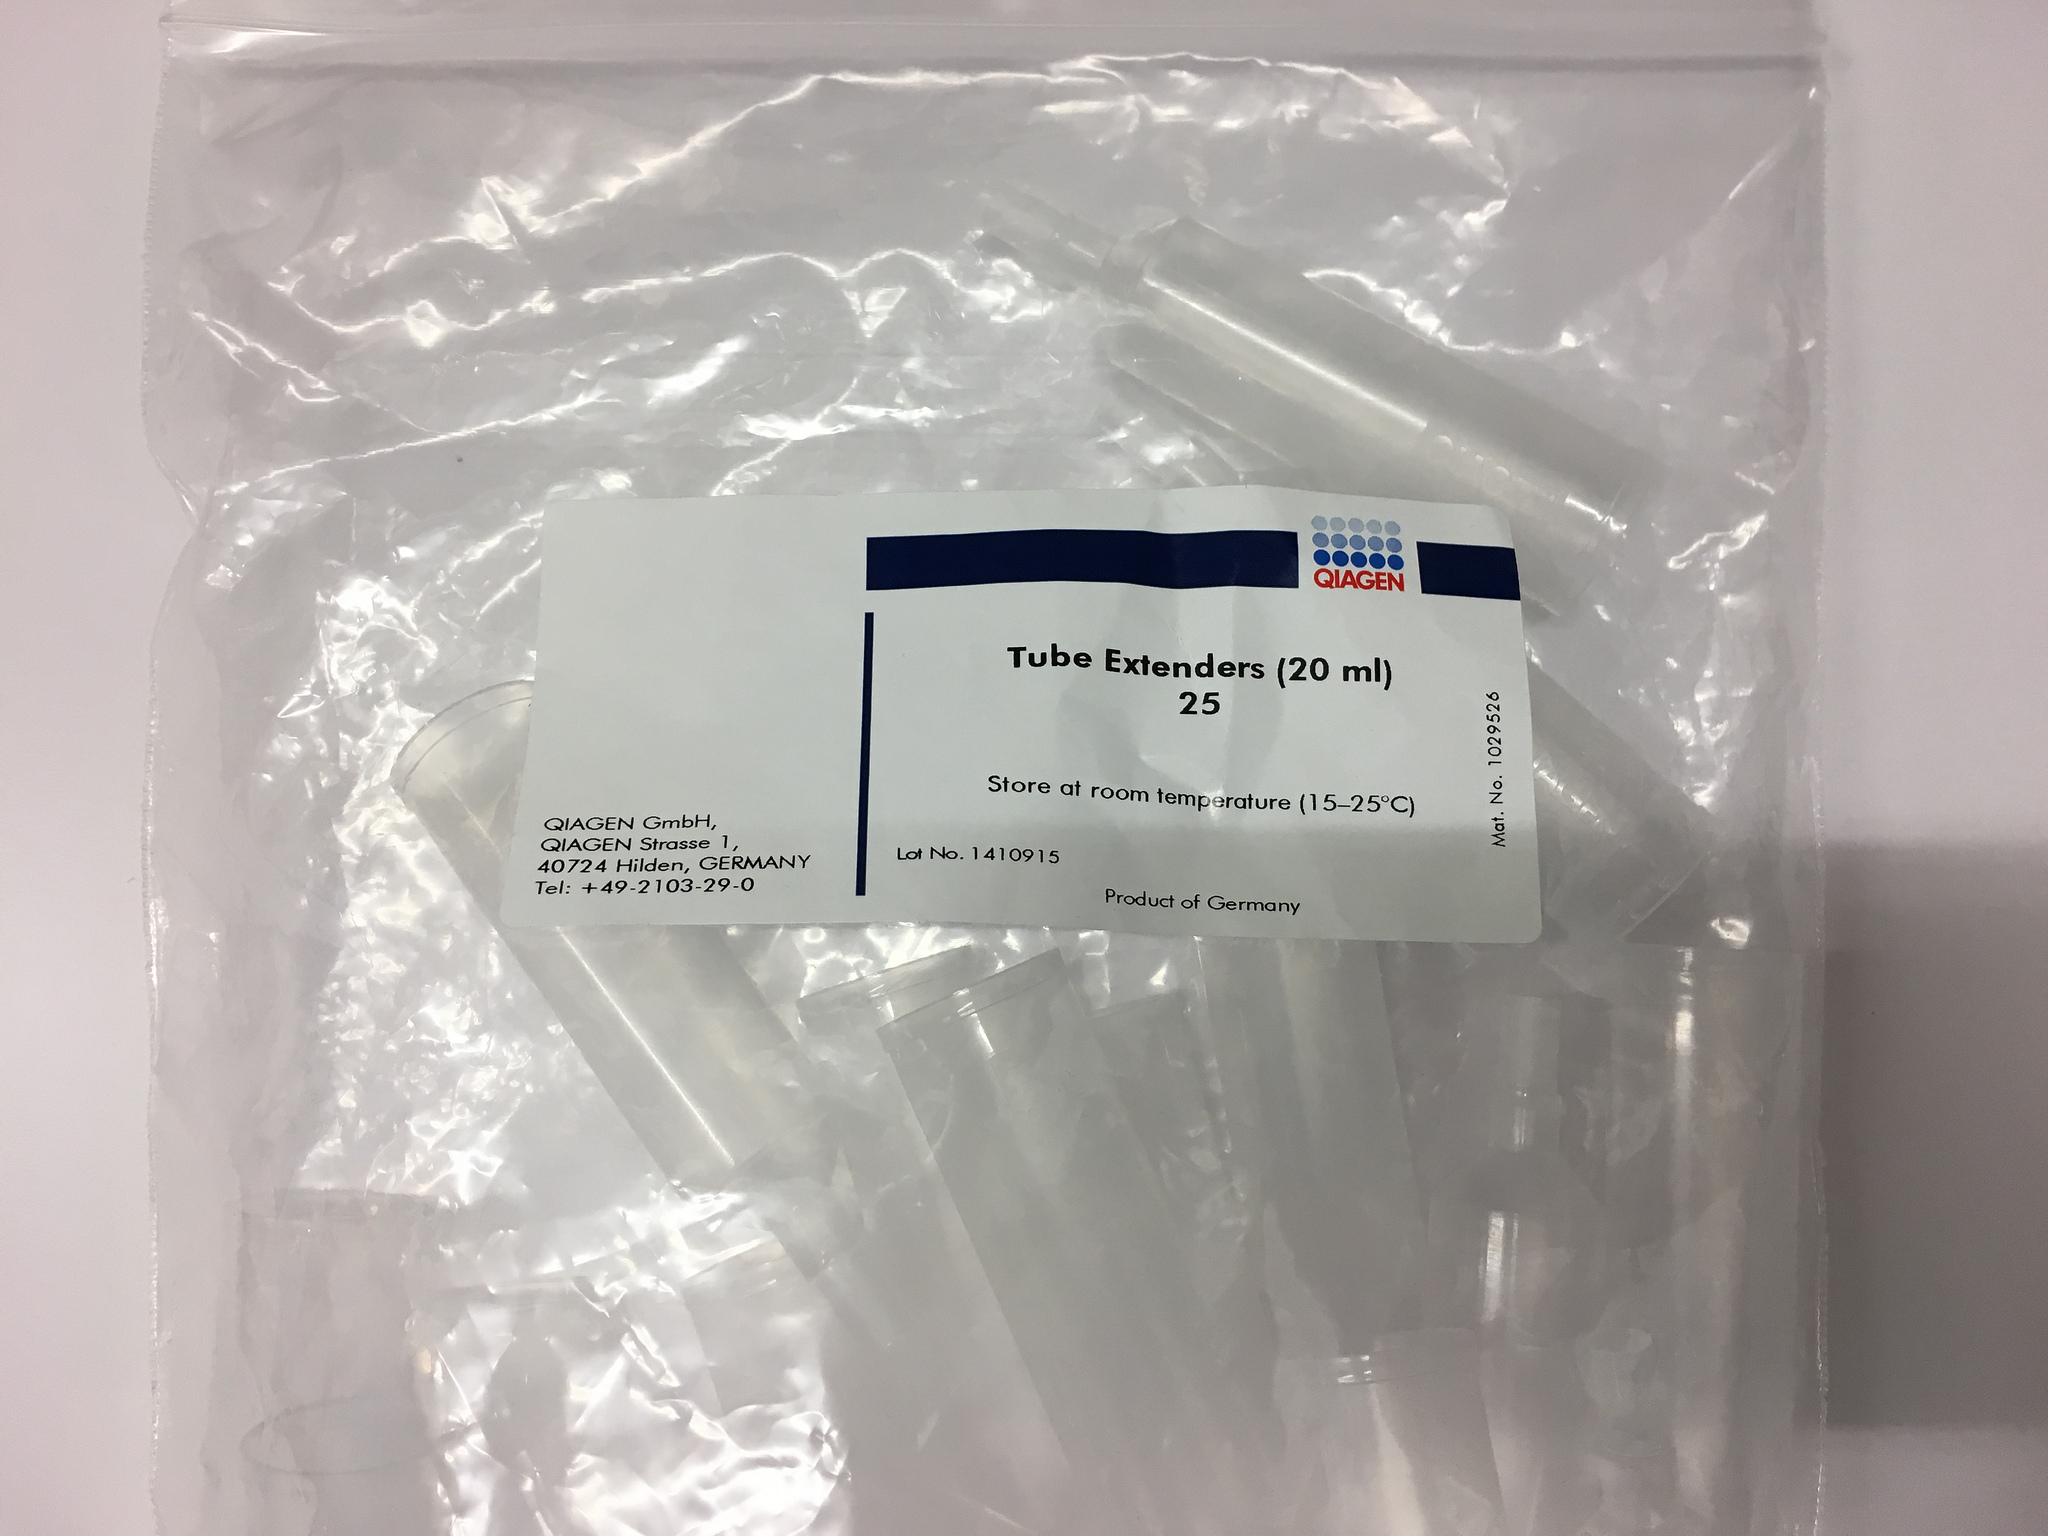 QIAGEN
Tube Extenders (20 ml)
25
Store at room temperature (15–25°C)
Lot No. 1410915
Product of Germany
Mat. No. 1029526
QIAGEN GmbH,
QIAGEN Strasse 1,
40724 Hilden, GERMANY
Tel: +49-2103-29-0